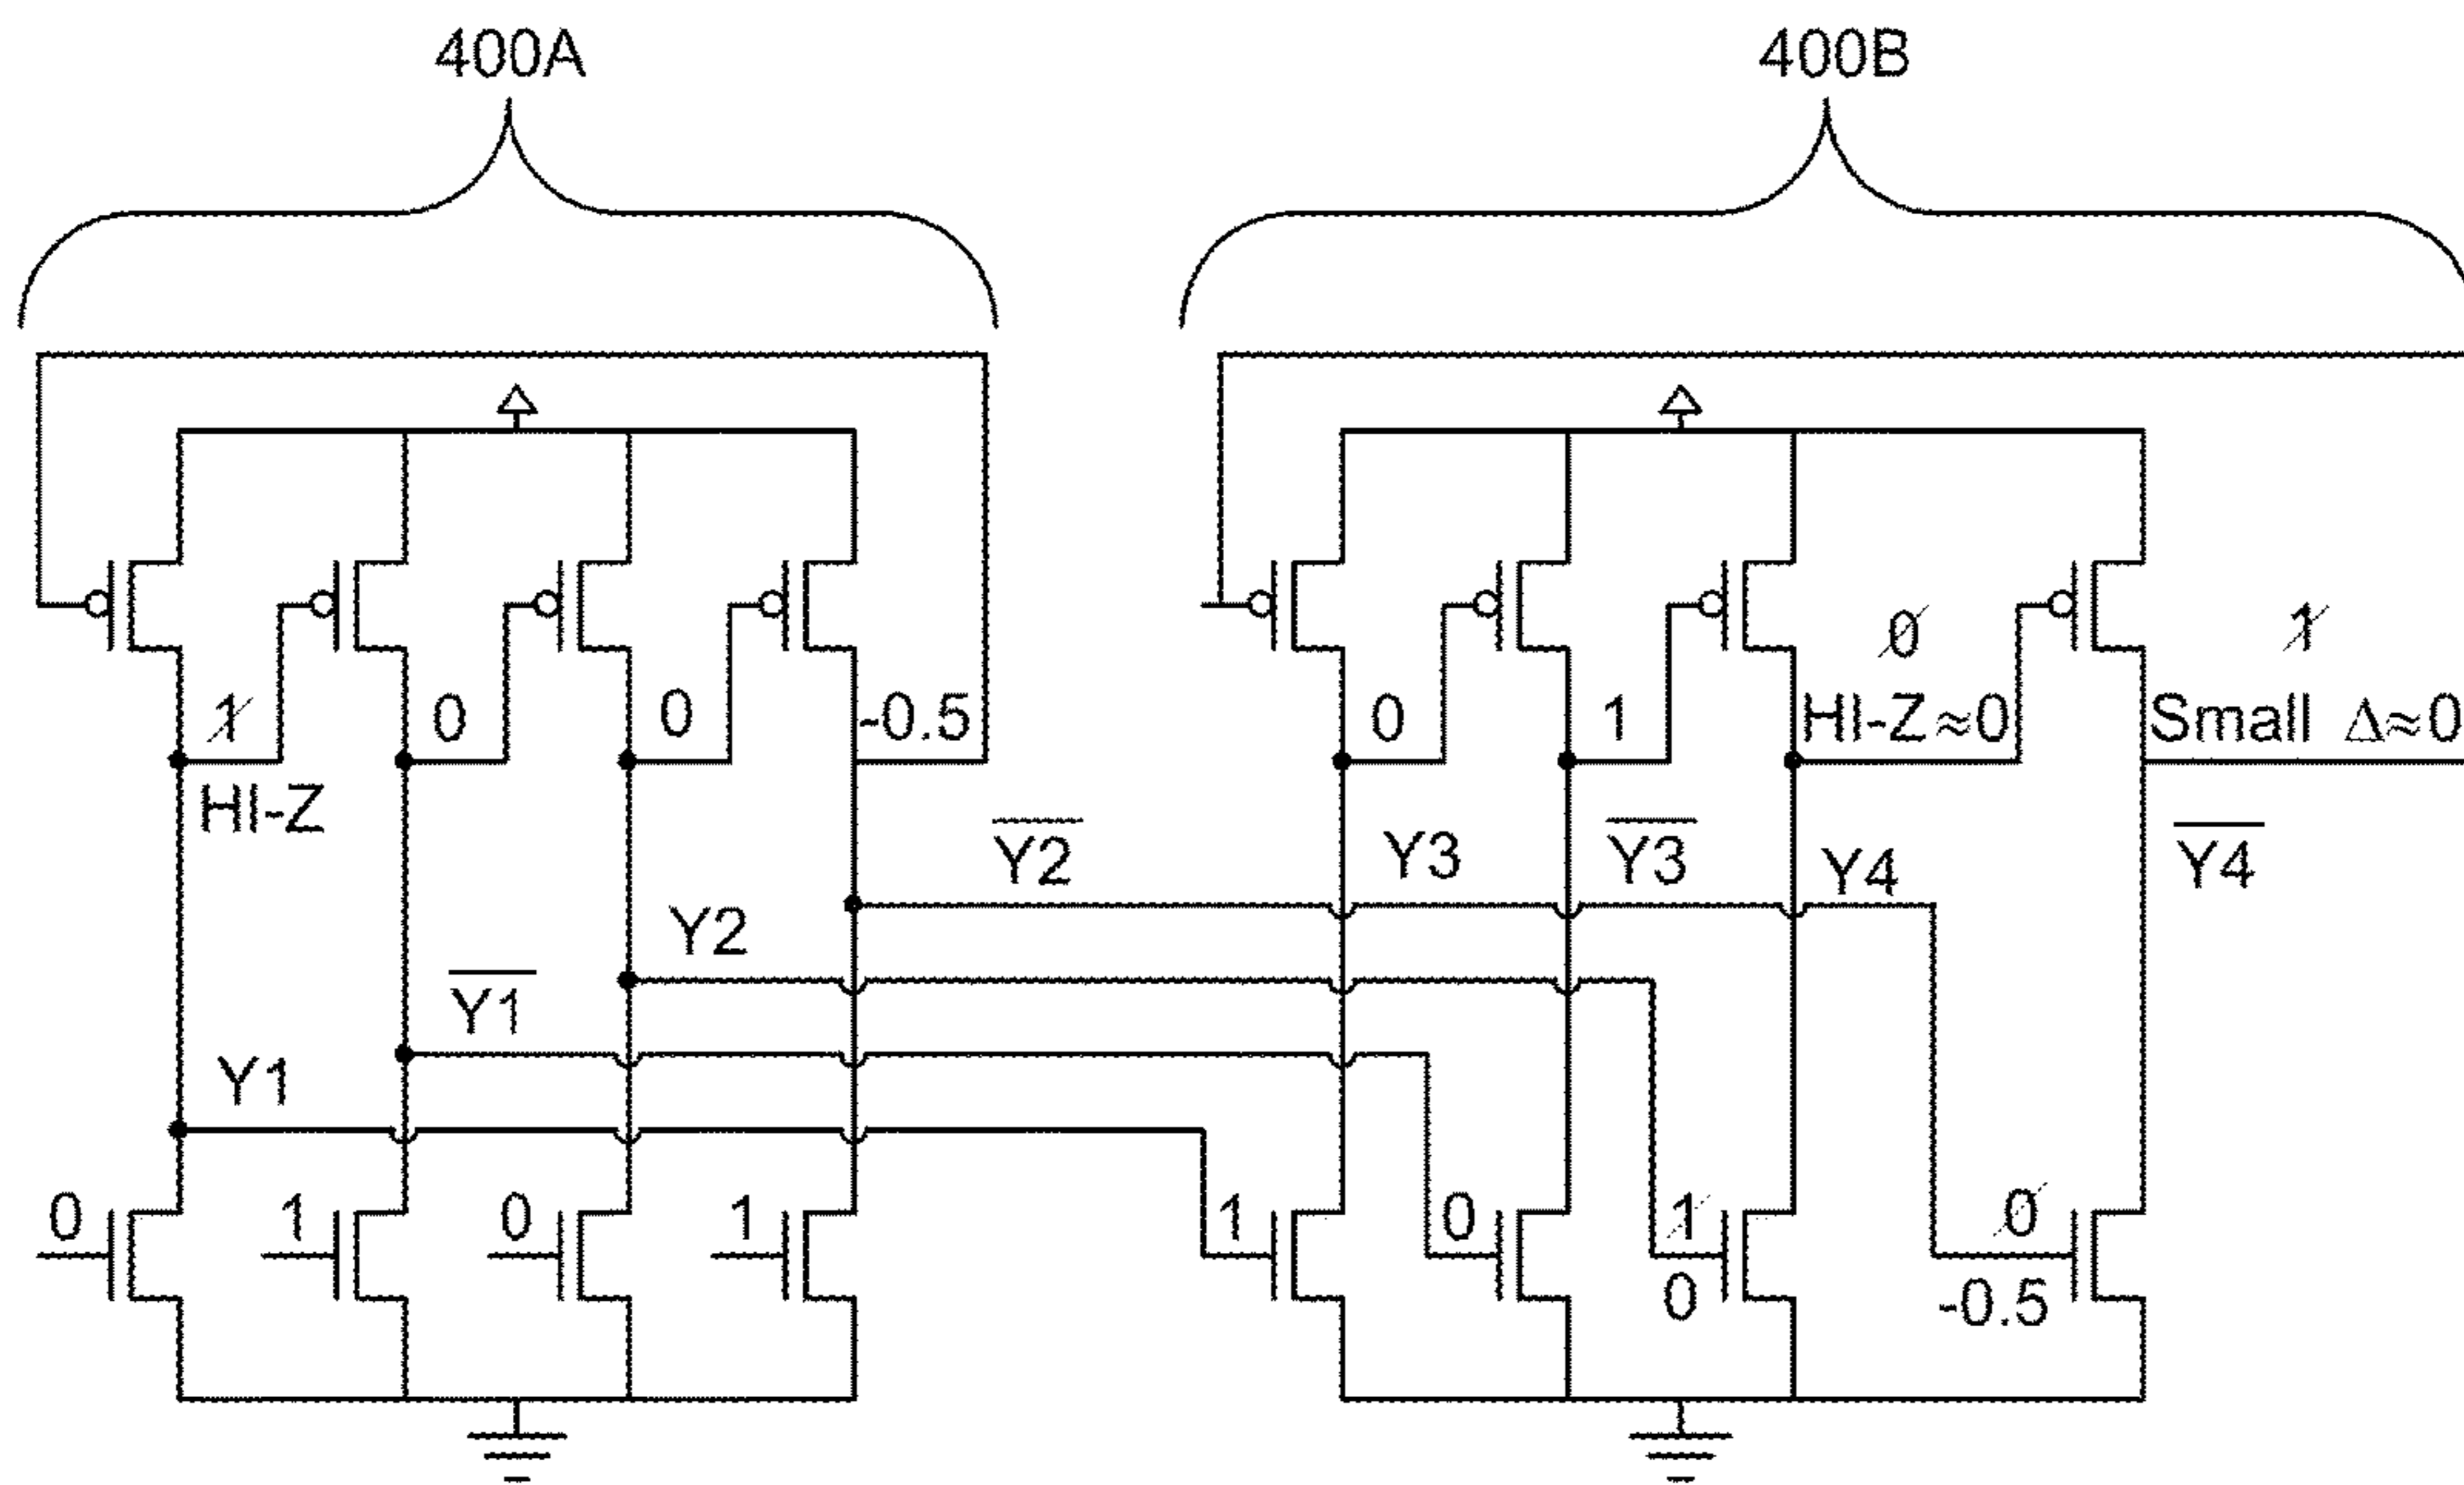 400A 400B
0 1
1 0 0 -0.5 0 1 HI-Z≈0 Small Δ≈0
HI-Z
Y2 Y3 Y3 Y4 Y4
Y2
Y1
Y1
0 1 0 1 1 0 1 0
0 -0.5